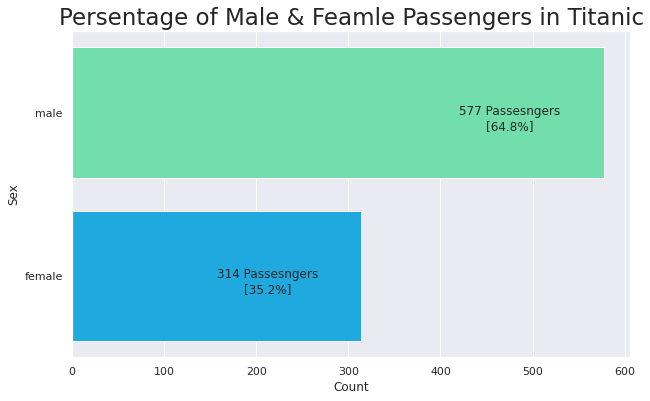 Persentage of Male & Feamle Passengers in Titanic
male
577 Passesngers
[64.8%]
Sex
female
314 Passesngers
[35.2%]
0 100 200 300 400 500 600
Count